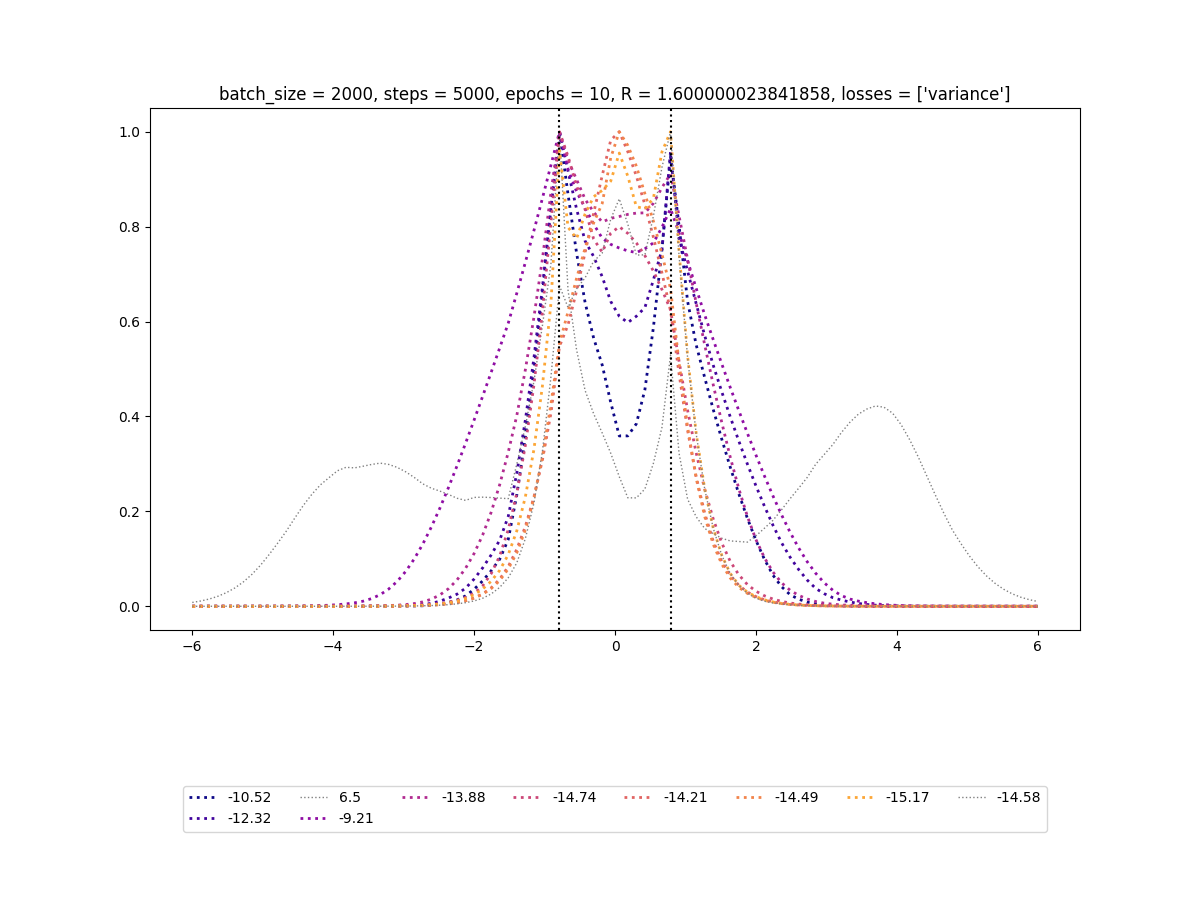 batch_size = 2000, steps = 5000, epochs = 10, R = 1.600000023841858, losses = ['variance']
1.0
0.8
0.6
0.4
0.2
0.0
−6 −4 −2 0 2 4 6
-10.52 6.5 -13.88 -14.74 -14.21 -14.49 -15.17 -14.58
-12.32 -9.21